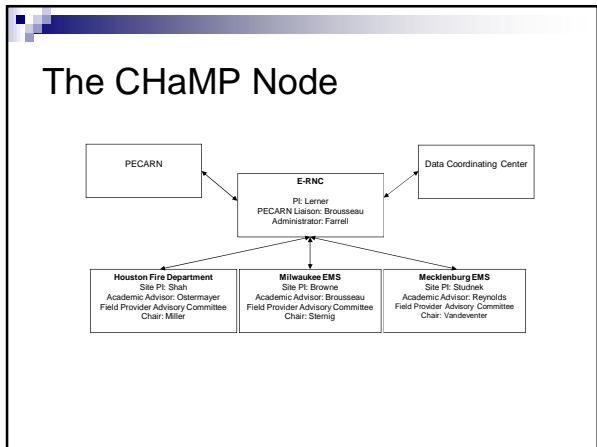 The CHaMP Node
PECARN
Data Coordinating Center
E-RNC
PI: Lerner
PECARN Liaison: Brousseau
Administrator: Farrell
Houston Fire Department
Site PI: Shah
Academic Advisor: Ostermayer
Field Provider Advisory Committee
Chair: Miller
Milwaukee EMS
Site PI: Browne
Academic Advisor: Brousseau
Field Provider Advisory Committee
Chair: Sternig
Mecklenburg EMS
Site PI: Studnek
Academic Advisor: Reynolds
Field Provider Advisory Committee
Chair: Vandeventer